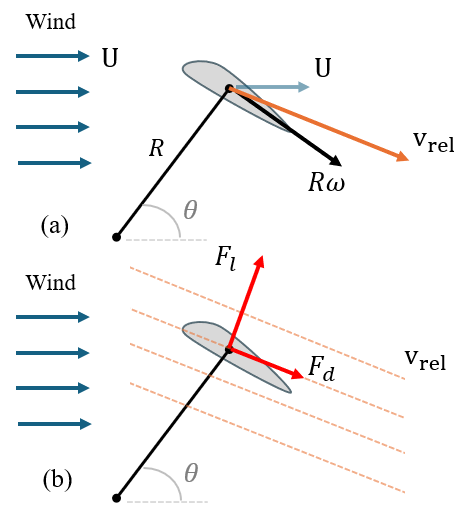 Wind
U
U
v_rel
R
Rω
θ
(a)
F_l
Wind
v_rel
F_d
θ
(b)